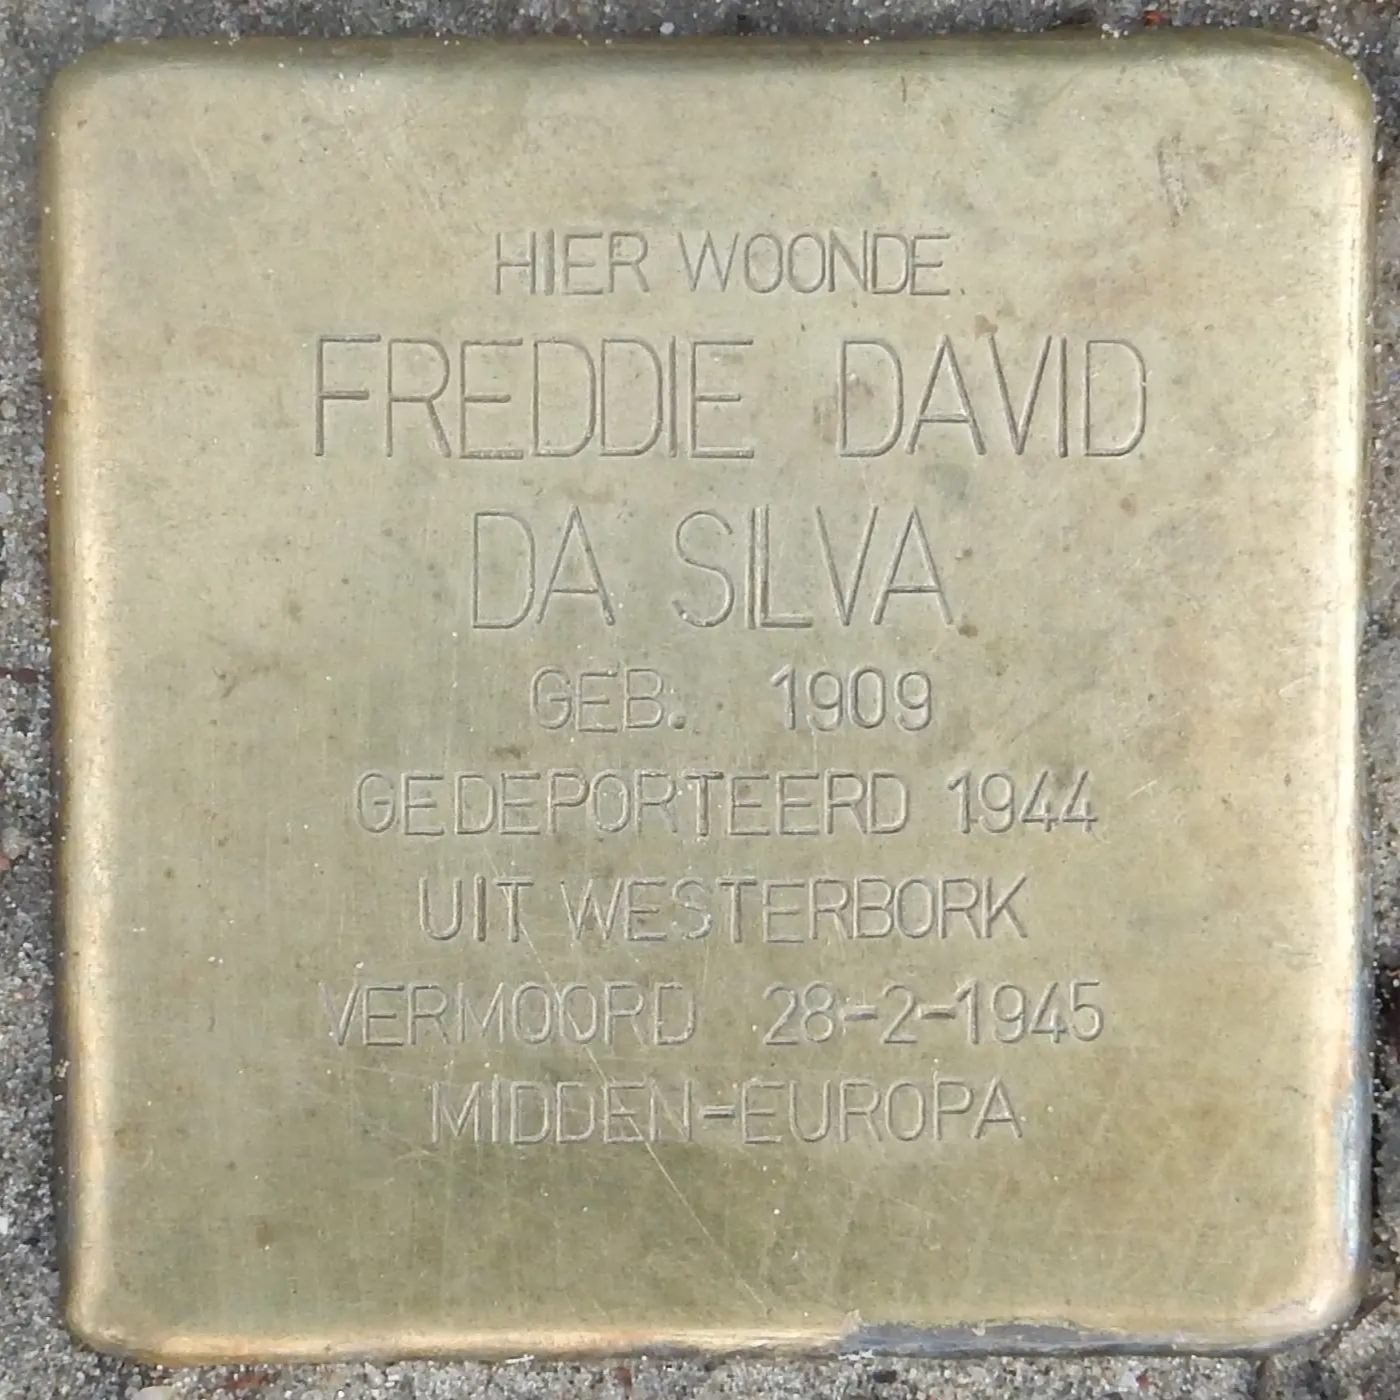 HIER WOONDE
FREDDIE DAVID
DA SILVA
GEB. 1909
GEDEPORTEERD 1944
UIT WESTERBORK
VERMOORD 28-2-1945
MIDDEN-EUROPA